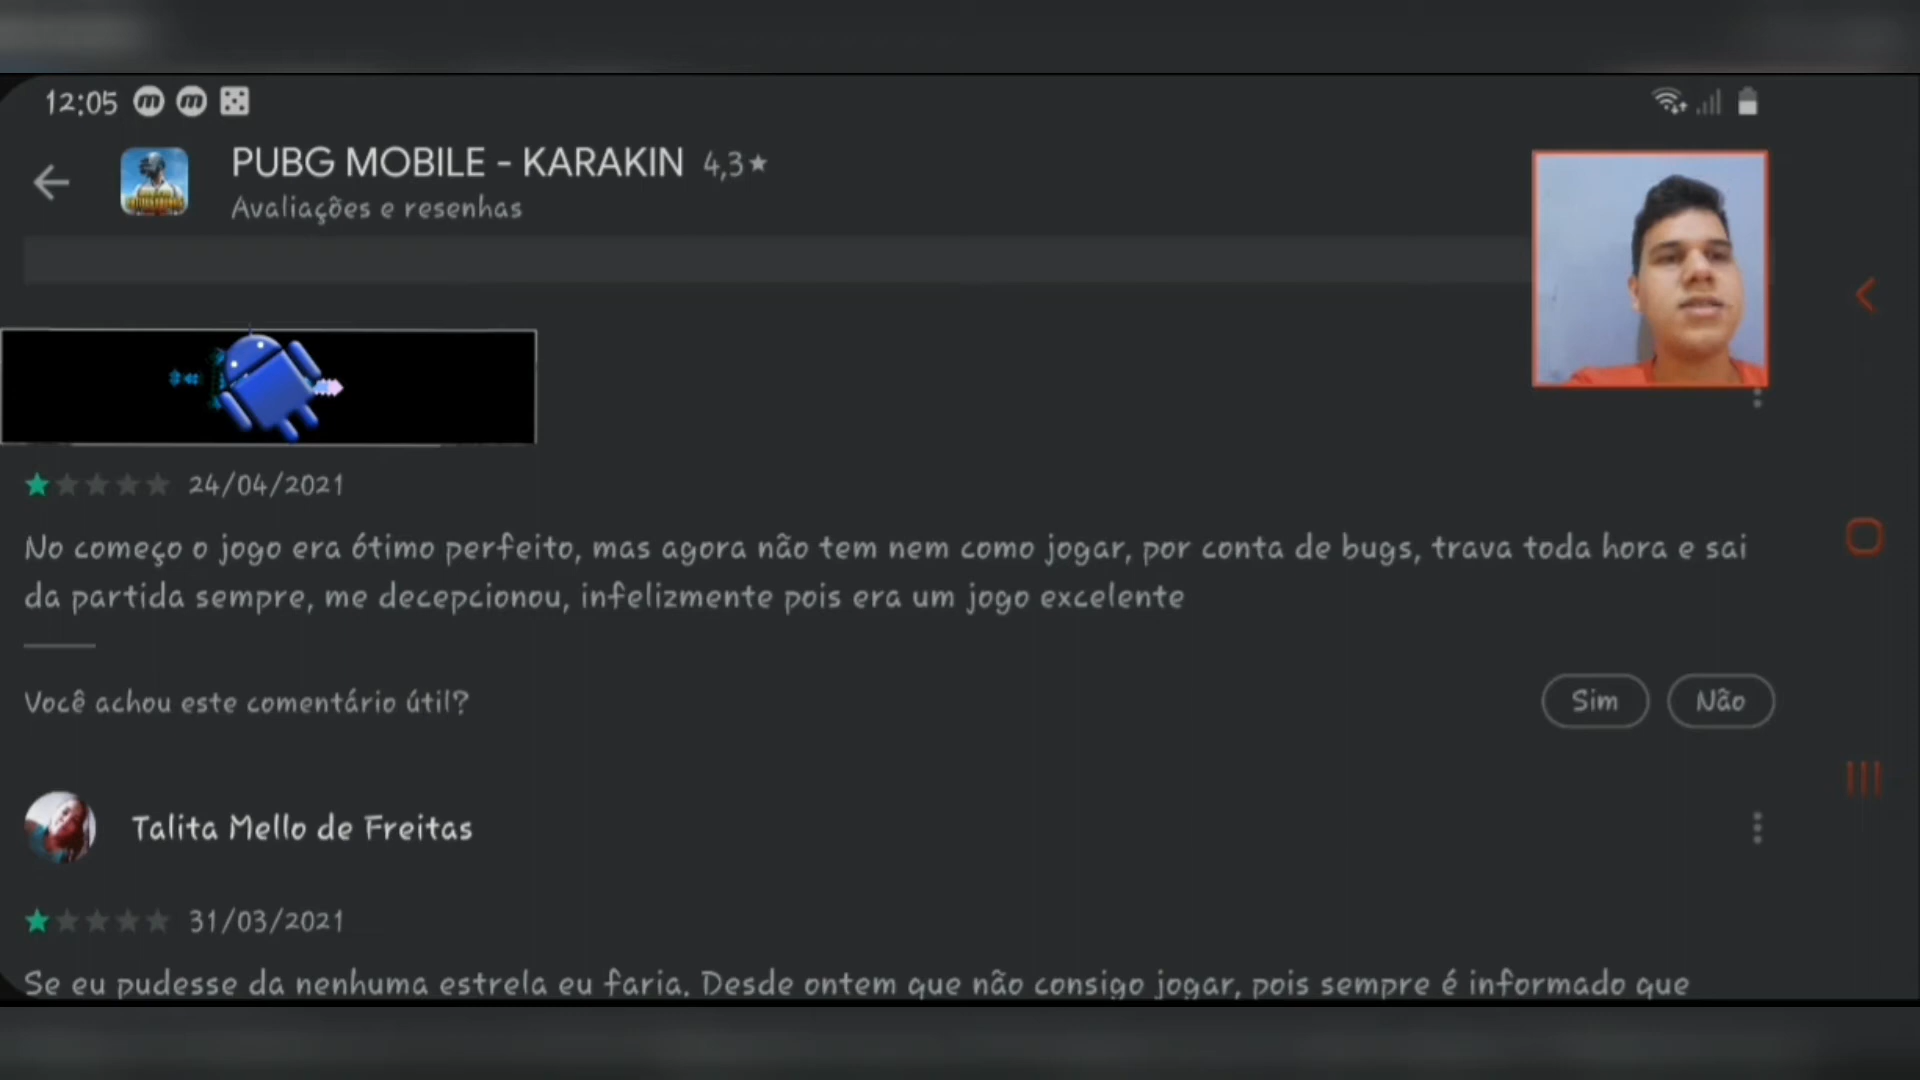 12:05
PUBG MOBILE - KARAKIN 4,3★
Avaliações e resenhas
24/04/2021
No começo o jogo era ótimo perfeito, mas agora não tem nem como jogar, por conta de bugs, trava toda hora e sai
da partida sempre, me decepcionou, infelizmente pois era um jogo excelente
Você achou este comentário útil?
Sim Não
Talita Mello de Freitas
31/03/2021
Se eu pudesse da nenhuma estrela eu faria. Desde ontem que não consigo jogar, pois sempre é informado que